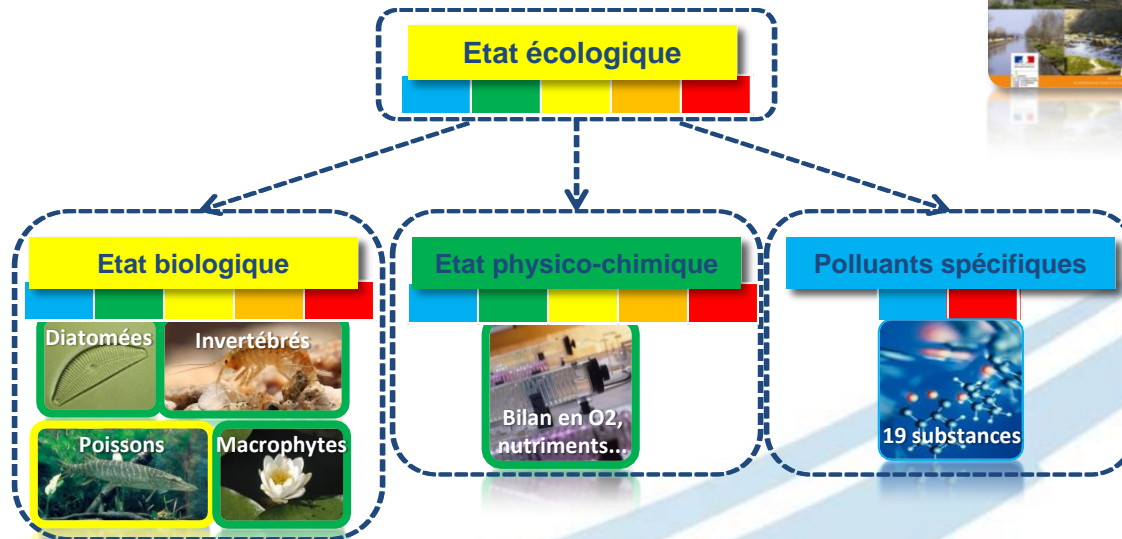 Etat écologique
Etat biologique
Etat physico-chimique
Polluants spécifiques
Diatomées
Invertébrés
Poissons
Macrophytes
Bilan en O2,
nutriments...
19 substances